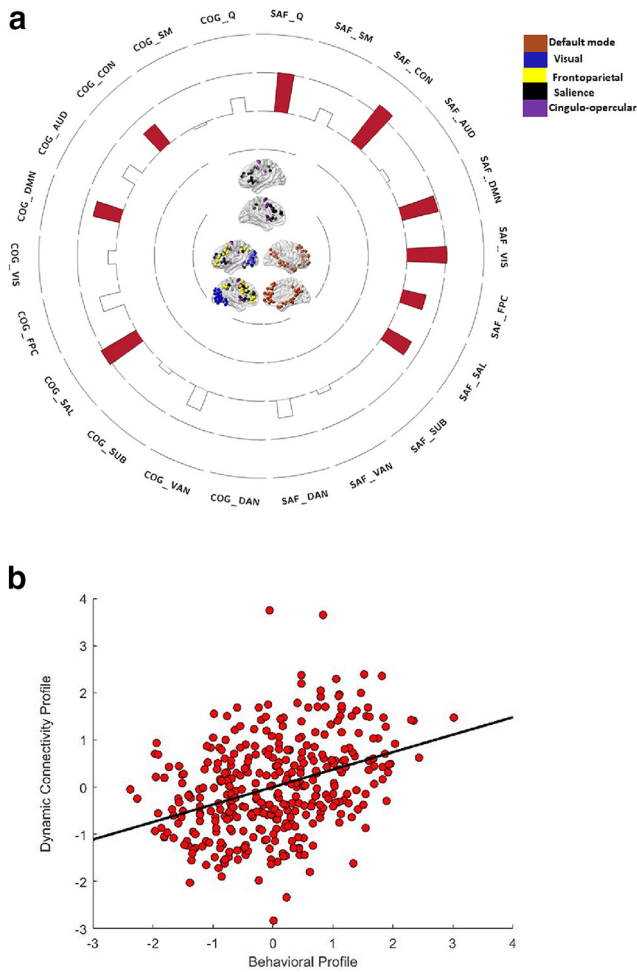 a
COG_Q
SAF_Q
COG_SM
SAF_SM
COG_CON
SAF_CON
COG_AUD
SAF_AUD
COG_DMN
SAF_DMN
COG_VIS
SAF_VIS
COG_FPC
SAF_FPC
COG_SAL
SAF_SAL
COG_SUB
SAF_SUB
COG_VAN
SAF_VAN
COG_DAN
SAF_DAN
Default mode
Visual
Frontoparietal
Salience
Cingulo-opercular
b
Dynamic Connectivity Profile
4
3
2
1
0
-1
-2
-3
-3 -2 -1 0 1 2 3 4
Behavioral Profile